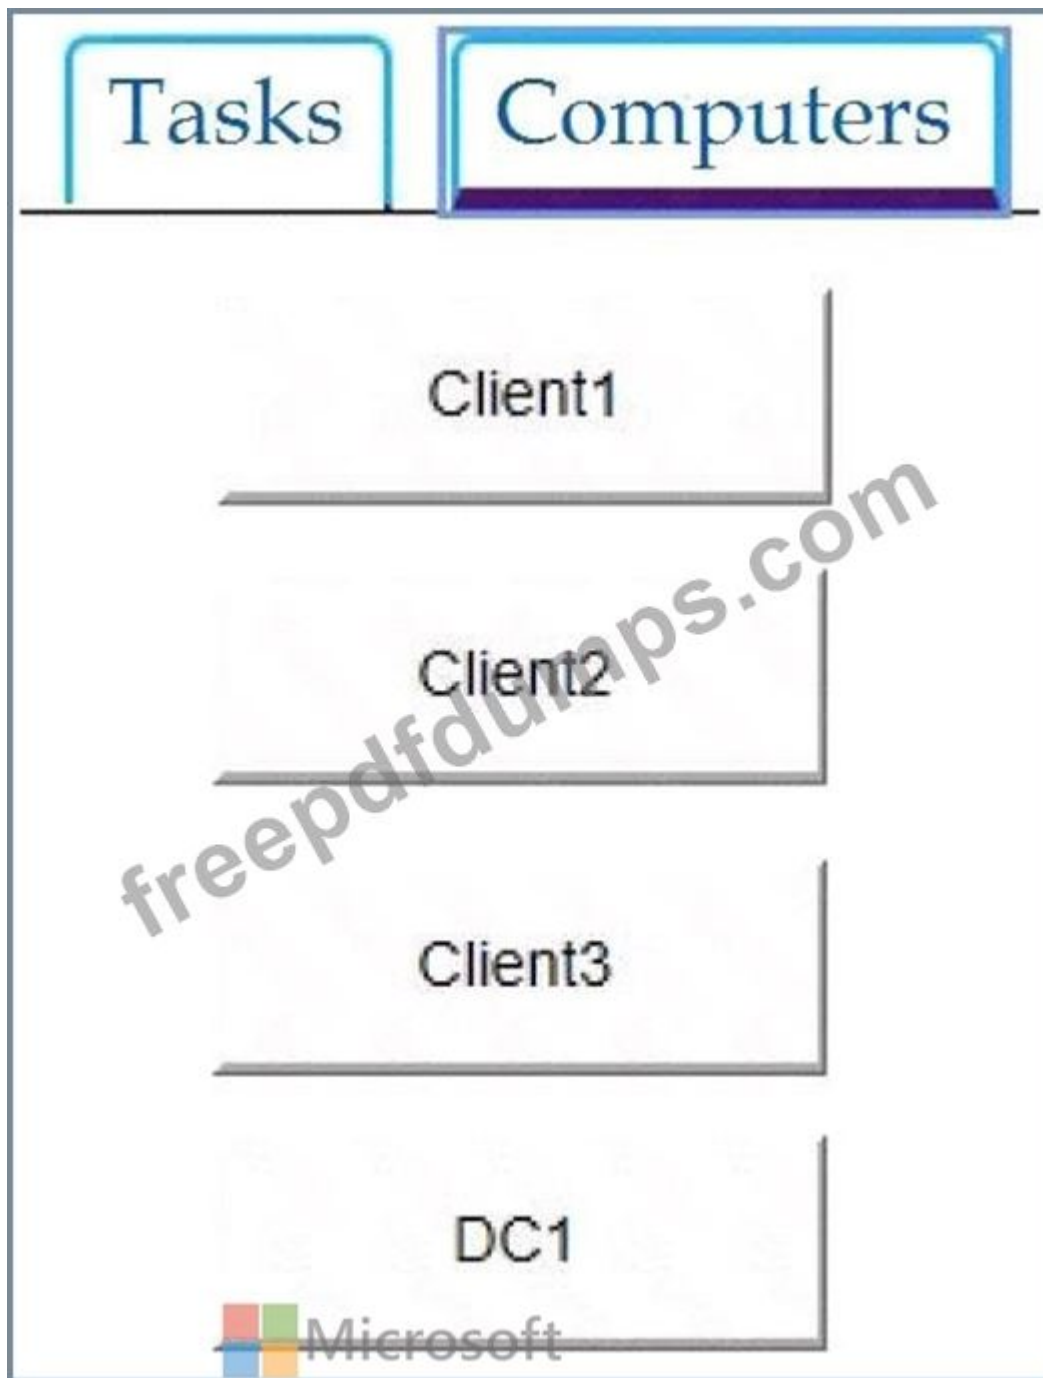 Tasks Computers
Client1
Client2
Client3
DC1
Microsoft
freepdfdumps.com